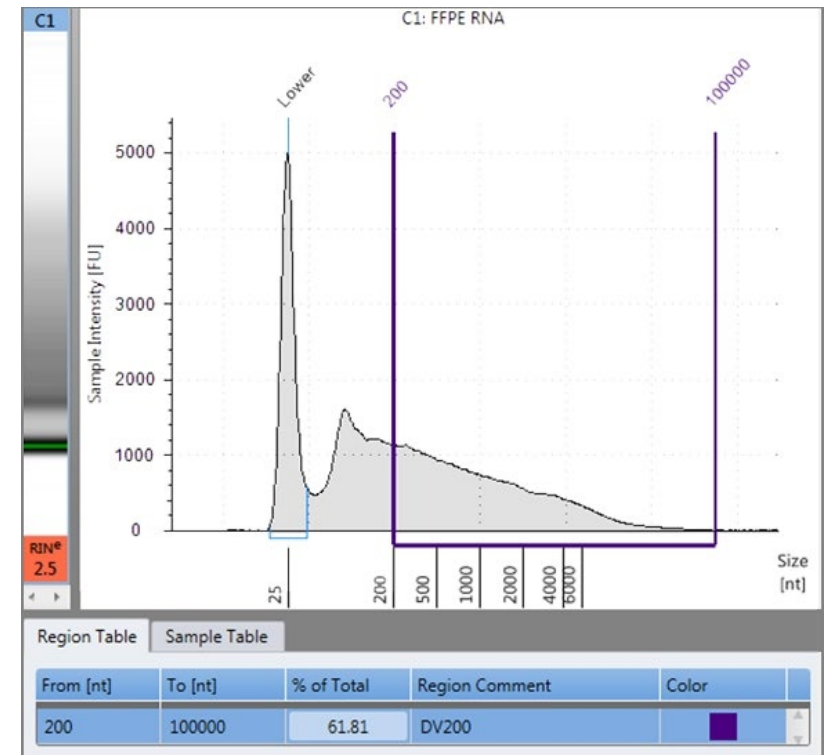 C1
C1: FFPE RNA
Lower
200
100000
Sample Intensity [FU]
5000
4000
3000
2000
1000
0
25
200
500
1000
2000
4000
6000
Size
[nt]
RINe
2.5
Region Table
Sample Table
From [nt] To [nt] % of Total Region Comment Color
200 100000 61.81 DV200